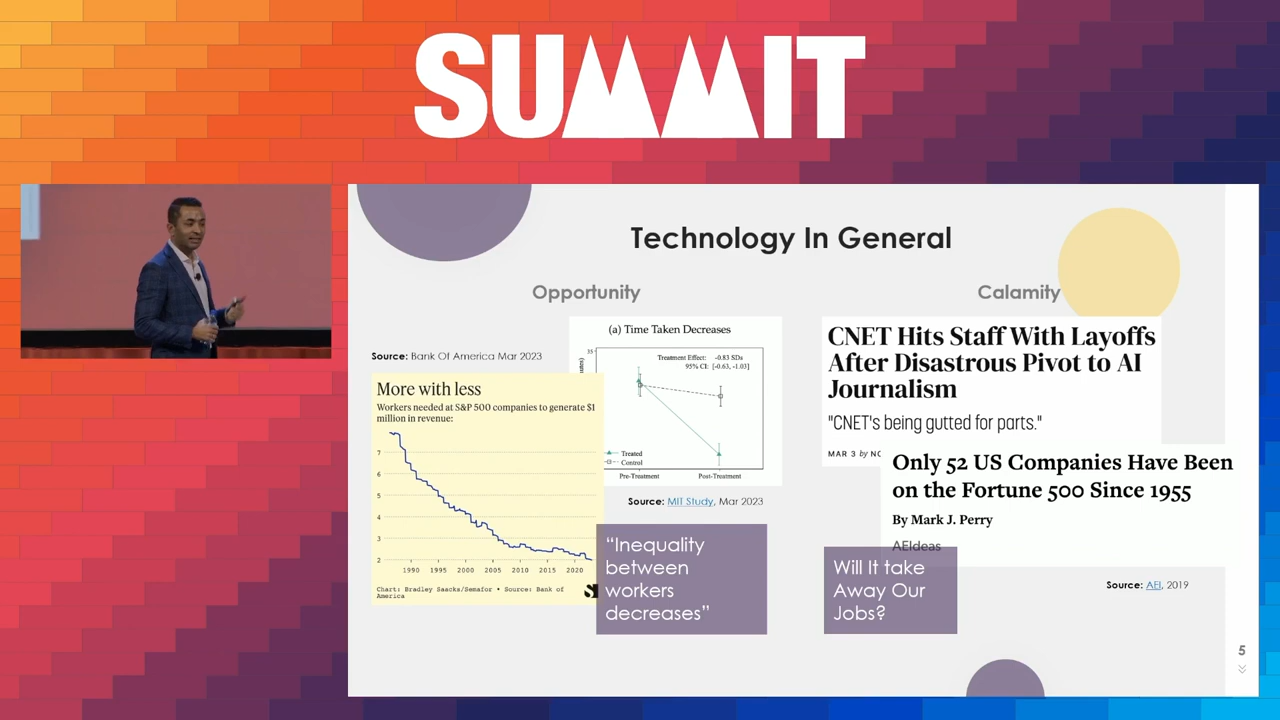 SUMMIT
Technology In General
Opportunity
Calamity
Source: Bank Of America Mar 2023
More with less
Workers needed at S&P 500 companies to generate $1
million in revenue:
7
6
5
4
3
2
1990 1995 2000 2005 2010 2015 2020
Chart: Bradley Saacks/Semafor • Source: Bank of
America
(a) Time Taken Decreases
Treatment Effect: -0.83 SDs
95% CI: [-0.63, -1.03]
Treated
Control
Pre-Treatment Post-Treatment
Source: MIT Study, Mar 2023
“Inequality
between
workers
decreases”
CNET Hits Staff With Layoffs
After Disastrous Pivot to AI
Journalism
"CNET's being gutted for parts."
MAR 3 by
Only 52 US Companies Have Been
on the Fortune 500 Since 1955
By Mark J. Perry
AEIdeas
Will It take
Away Our
Jobs?
Source: AEI, 2019
5